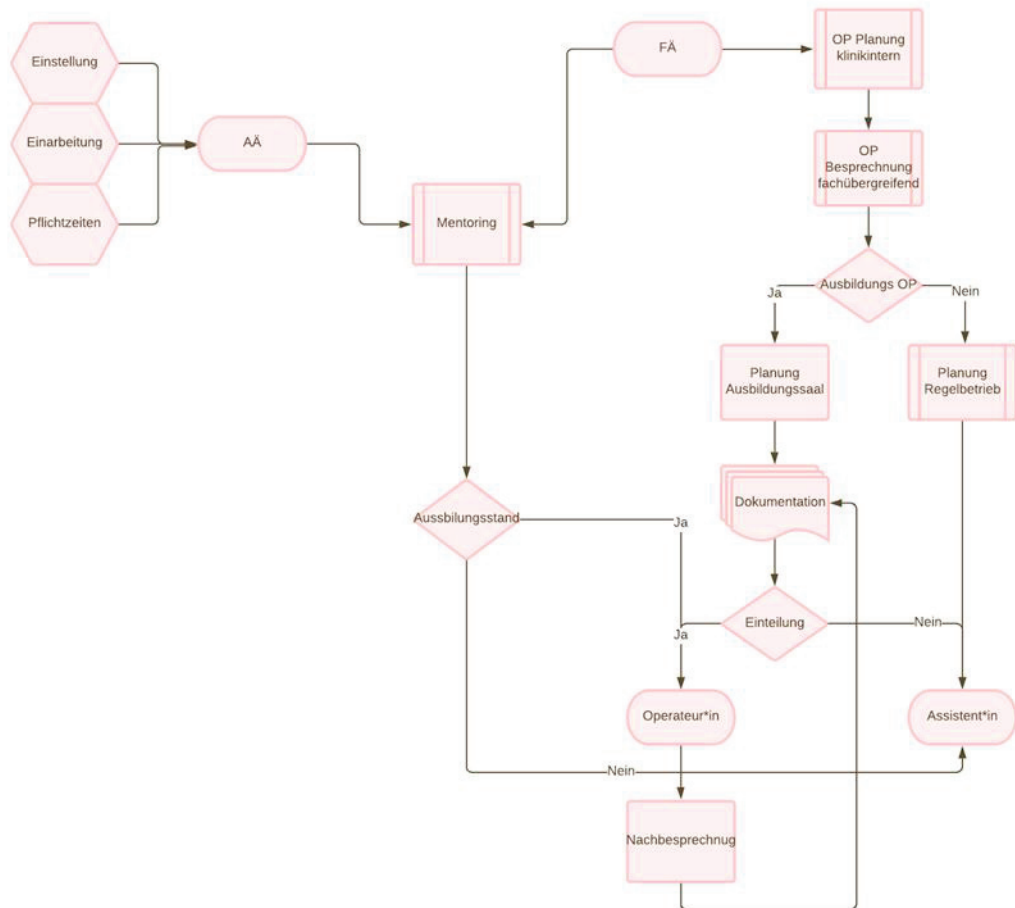 Einstellung
Einarbeitung
Pflichtzeiten
AÄ
FÄ
Mentoring
OP Planung
klinikintern
OP
Besprechnung
fachübergreifend
Ausbildungs OP
Ja
Nein
Planung
Ausbildungssaal
Planung
Regelbetrieb
Dokumentation
Aussbilungsstand
Ja
Einteilung
Ja
Nein
Operateur*in
Assistent*in
Nein
Nachbesprechnug